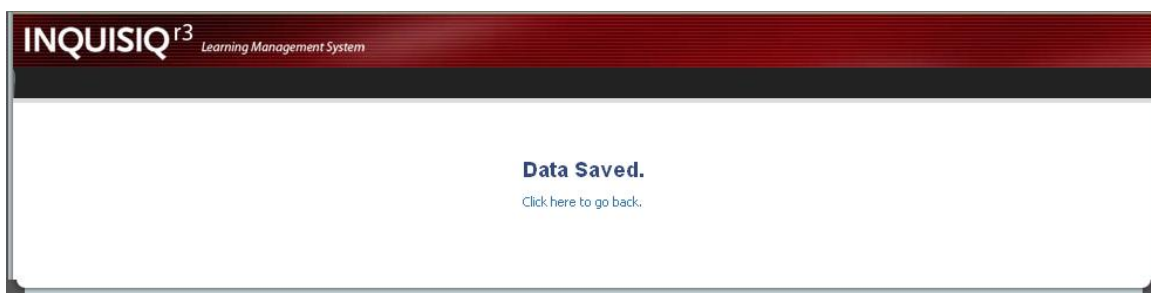 INQUISIQ r3 Learning Management System
Data Saved.
Click here to go back.